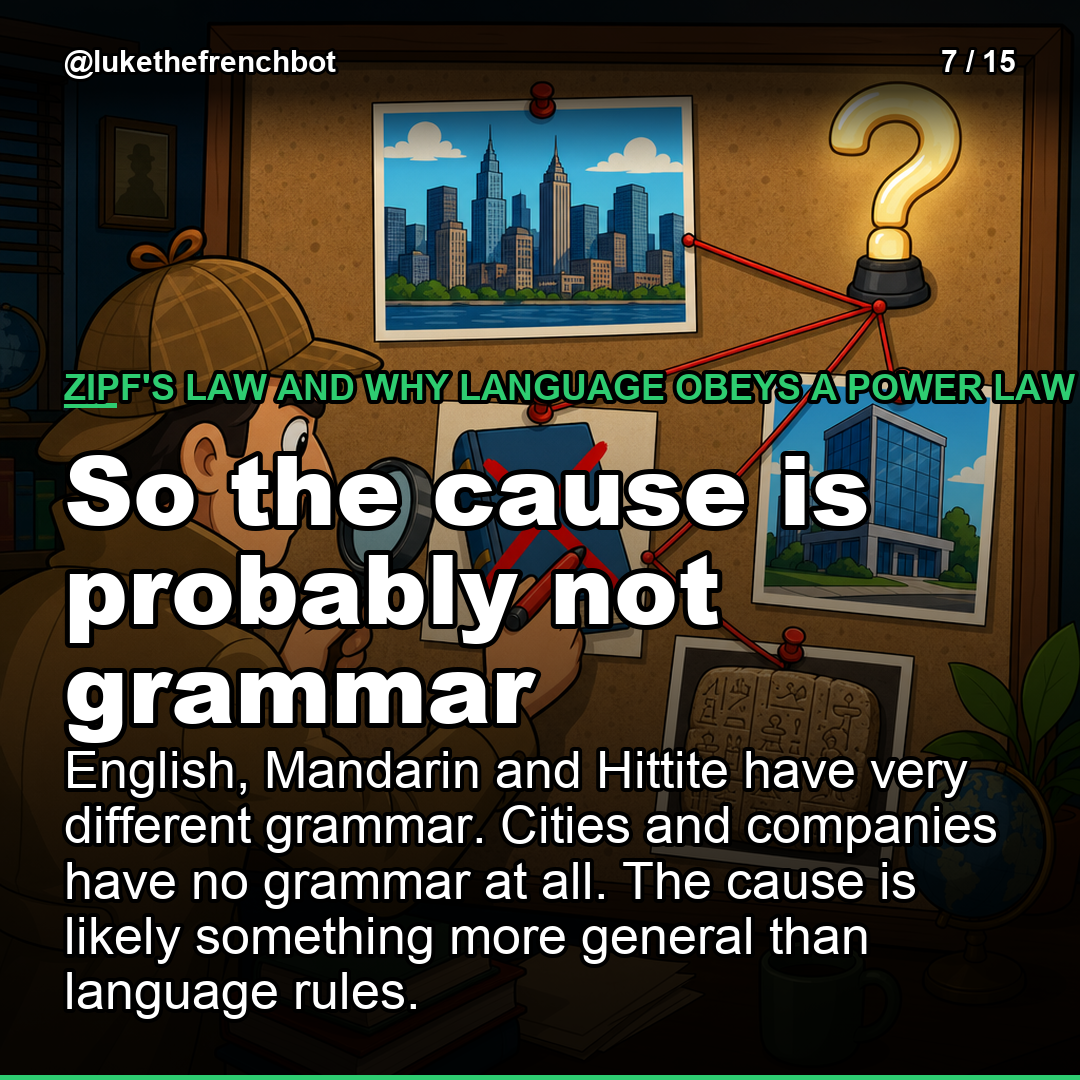 @lukethefrenchbot
7 / 15
ZIPF'S LAW AND WHY LANGUAGE OBEYS A POWER LAW
So the cause is
probably not
grammar
English, Mandarin and Hittite have very
different grammar. Cities and companies
have no grammar at all. The cause is
likely something more general than
language rules.